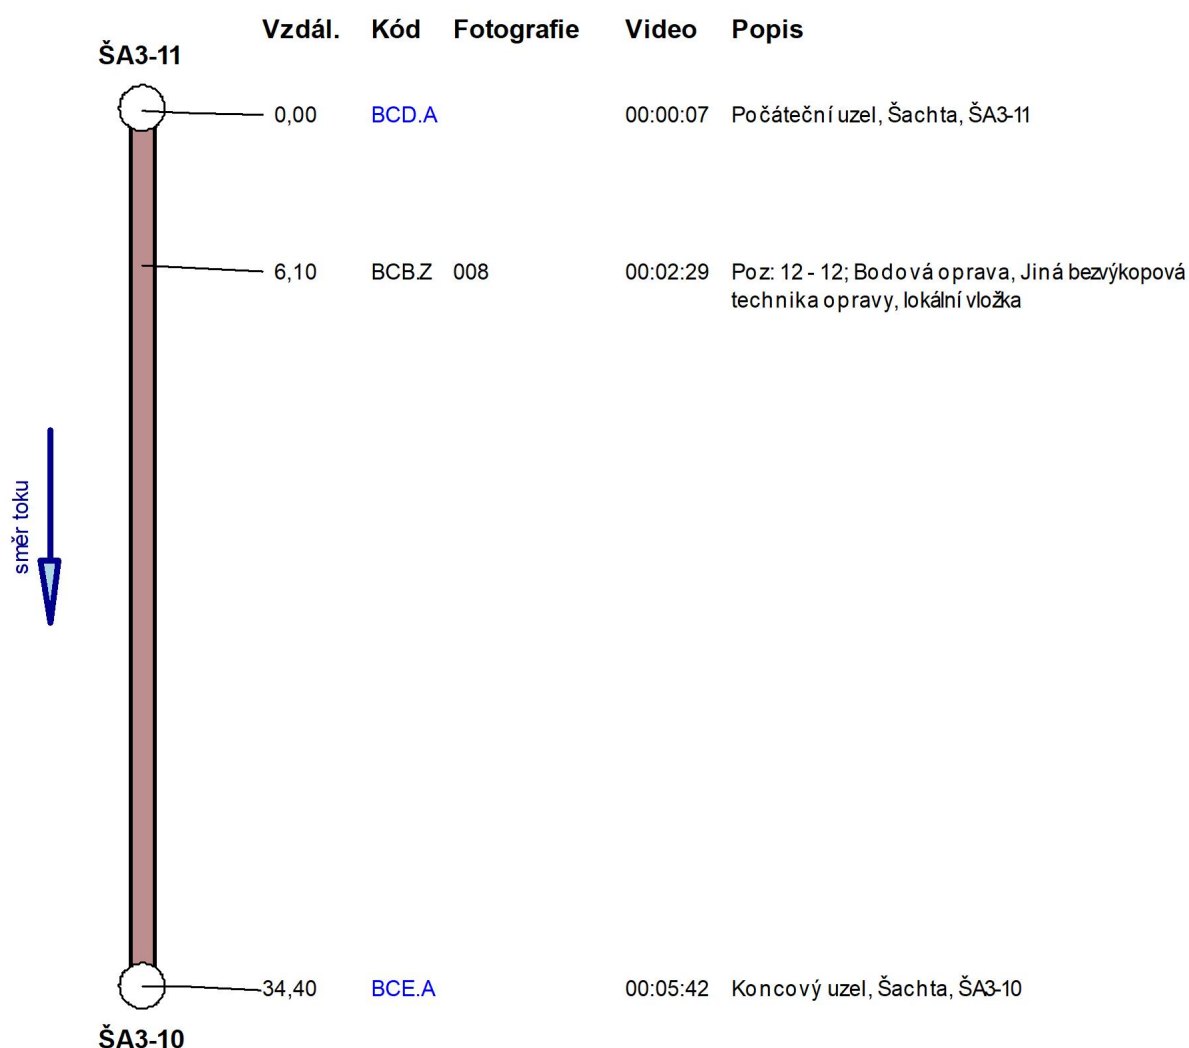 Vzdál. Kód Fotografie Video Popis
ŠA3-11
0,00 BCD.A 00:00:07 Počáteční uzel, Šachta, ŠA3-11
6,10 BCB.Z 008 00:02:29 Poz: 12 - 12; Bodová oprava, Jiná bezvýkopová
technika opravy, lokální vložka
směr toku
34,40 BCE.A 00:05:42 Koncový uzel, Šachta, ŠA3-10
ŠA3-10